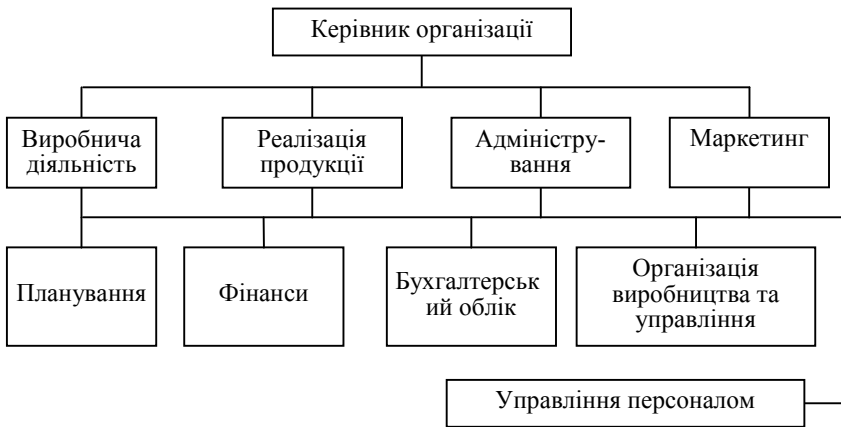 Керівник організації
Виробнича
діяльність
Реалізація
продукції
Адміністру-
вання
Маркетинг
Планування
Фінанси
Бухгалтерськ
ий облік
Організація
виробництва та
управління
Управління персоналом